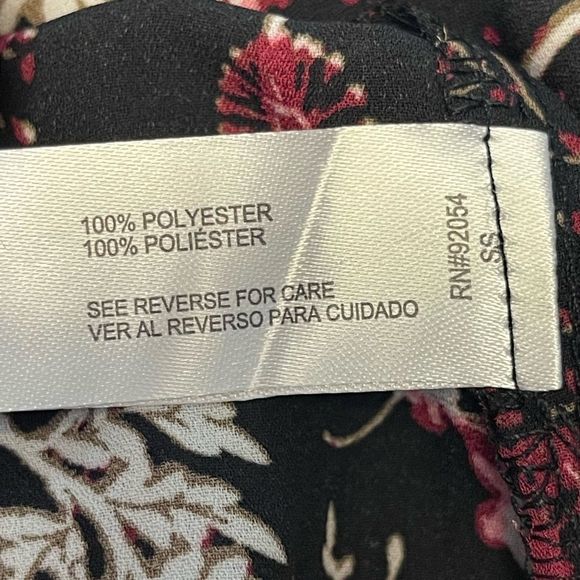 100% POLYESTER
100% POLIÉSTER
SEE REVERSE FOR CARE
VER AL REVERSO PARA CUIDADO
RN#92054
SS